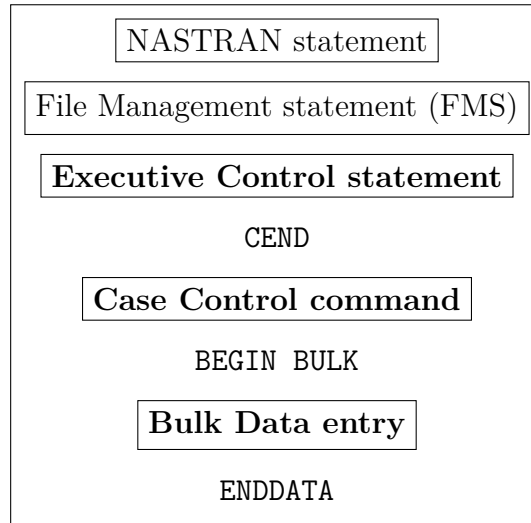 NASTRAN statement
File Management statement (FMS)
Executive Control statement
CEND
Case Control command
BEGIN BULK
Bulk Data entry
ENDDATA